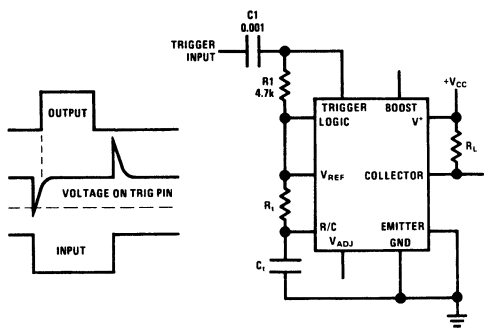 OUTPUT
VOLTAGE ON TRIG PIN
INPUT
C1
0.001
TRIGGER
INPUT
R1
4.7k
+VCC
TRIGGER
BOOST
LOGIC
V+
RL
VREF
COLLECTOR
Rt
R/C
EMITTER
VADJ
GND
Ct